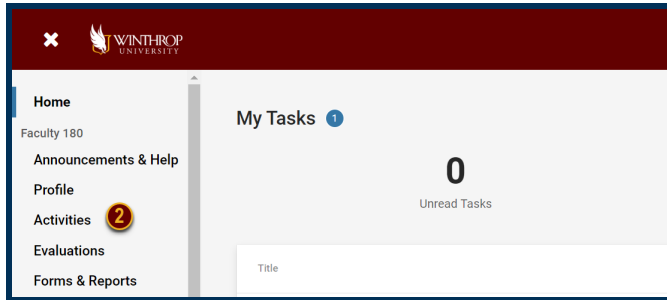 WINTHROP
UNIVERSITY
Home
Faculty 180
Announcements & Help
Profile
Activities 2
Evaluations
Forms & Reports
My Tasks 1
0
Unread Tasks
Title